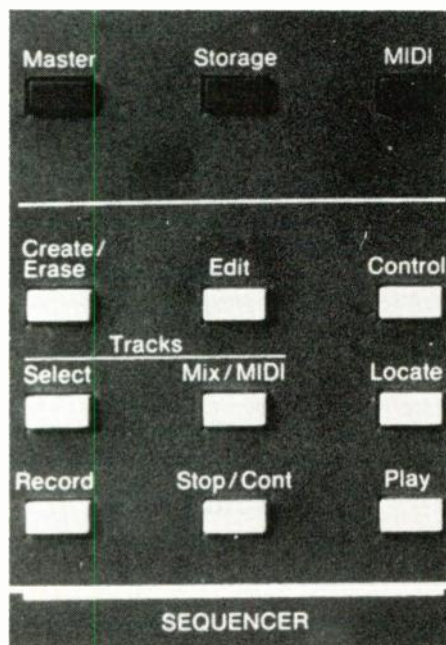 Master Storage MIDI
Create/
Erase Edit Control
Tracks
Select Mix/MIDI Locate
Record Stop/Cont Play
SEQUENCER